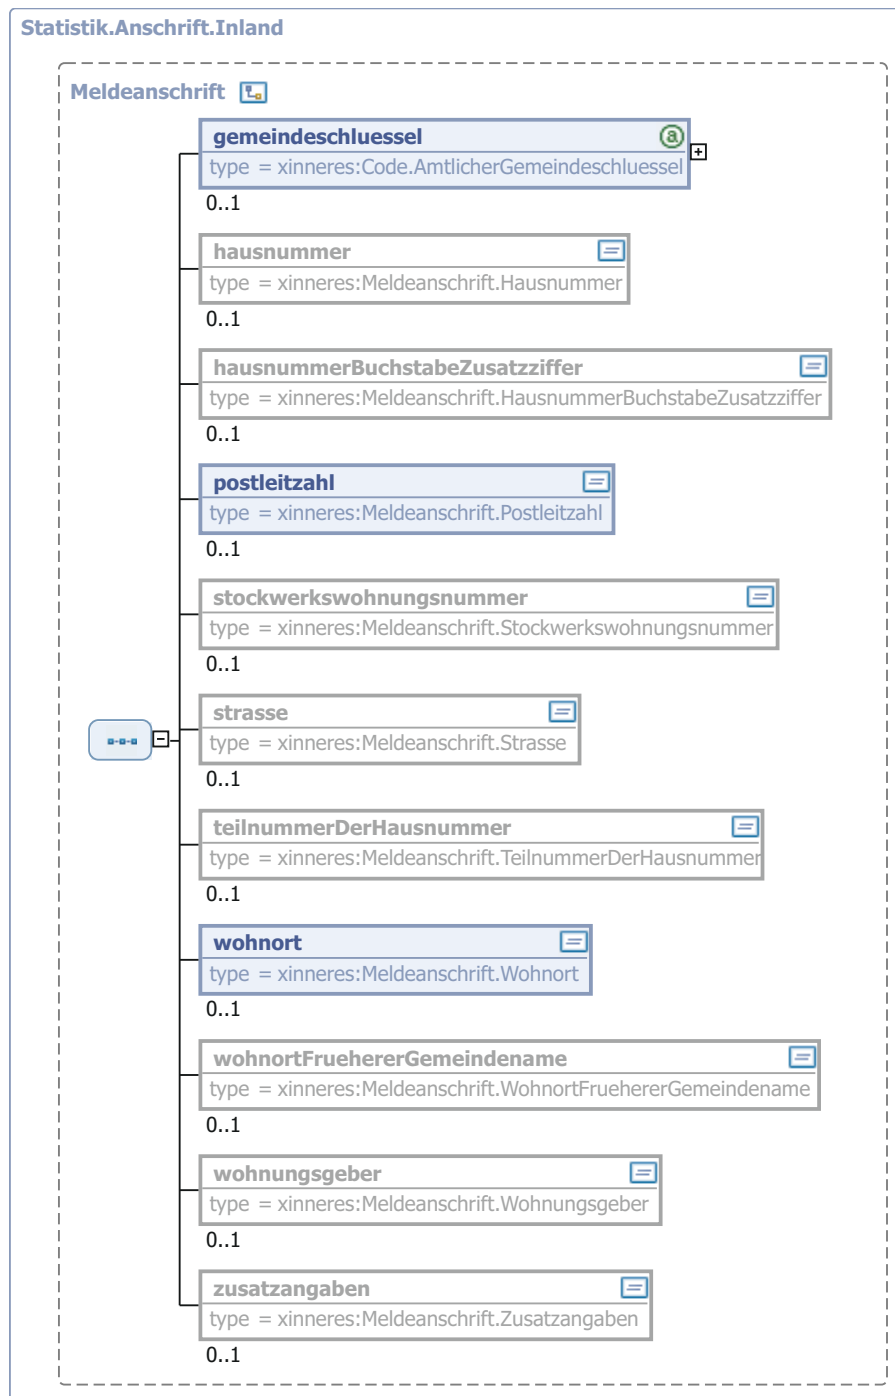 Statistik.Anschrift.Inland
Meldeanschrift
gemeindeschluessel
type = xinneres:Code.AmtlicherGemeindeschluessel
0..1
hausnummer
type = xinneres:Meldeanschrift.Hausnummer
0..1
hausnummerBuchstabeZusatzziffer
type = xinneres:Meldeanschrift.HausnummerBuchstabeZusatzziffer
0..1
postleitzahl
type = xinneres:Meldeanschrift.Postleitzahl
0..1
stockwerkswohnungsnummer
type = xinneres:Meldeanschrift.Stockwerkswohnungsnummer
0..1
strasse
type = xinneres:Meldeanschrift.Strasse
0..1
teilnummerDerHausnummer
type = xinneres:Meldeanschrift.TeilnummerDerHausnummer
0..1
wohnort
type = xinneres:Meldeanschrift.Wohnort
0..1
wohnortFruehererGemeindename
type = xinneres:Meldeanschrift.WohnortFruehererGemeindename
0..1
wohnungsgeber
type = xinneres:Meldeanschrift.Wohnungsgeber
0..1
zusatzangaben
type = xinneres:Meldeanschrift.Zusatzangaben
0..1